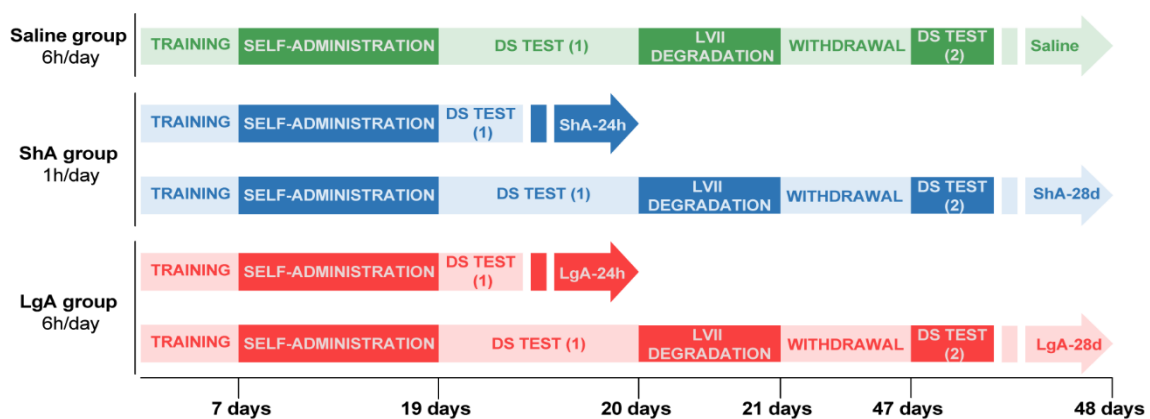 Saline group
6h/day
TRAINING
SELF-ADMINISTRATION
DS TEST (1)
LVII
DEGRADATION
WITHDRAWAL
DS TEST
(2)
Saline
ShA group
1h/day
TRAINING
SELF-ADMINISTRATION
DS TEST
(1)
ShA-24h
TRAINING
SELF-ADMINISTRATION
DS TEST (1)
LVII
DEGRADATION
WITHDRAWAL
DS TEST
(2)
ShA-28d
LgA group
6h/day
TRAINING
SELF-ADMINISTRATION
DS TEST
(1)
LgA-24h
TRAINING
SELF-ADMINISTRATION
DS TEST (1)
LVII
DEGRADATION
WITHDRAWAL
DS TEST
(2)
LgA-28d
7 days
19 days
20 days
21 days
47 days
48 days